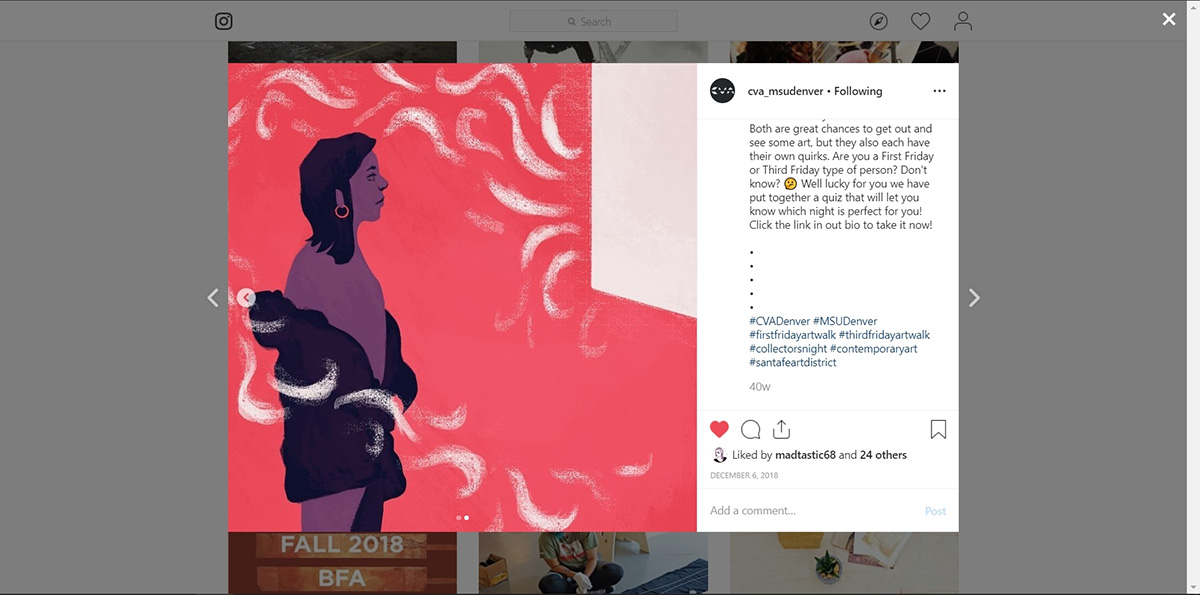 Search
cva_msudenver • Following
Both are great chances to get out and
see some art, but they also each have
their own quirks. Are you a First Friday
or Third Friday type of person? Don't
know? 🤔 Well lucky for you we have
put together a quiz that will let you
know which night is perfect for you!
Click the link in out bio to take it now!
•
•
•
•
•
#CVADenver #MSUDenver
#firstfridayartwalk #thirdfridayartwalk
#collectorsnight #contemporaryart
#santafeartdistrict
40w
Liked by madtastic68 and 24 others
DECEMBER 6, 2018
Add a comment... Post
FALL 2018
BFA